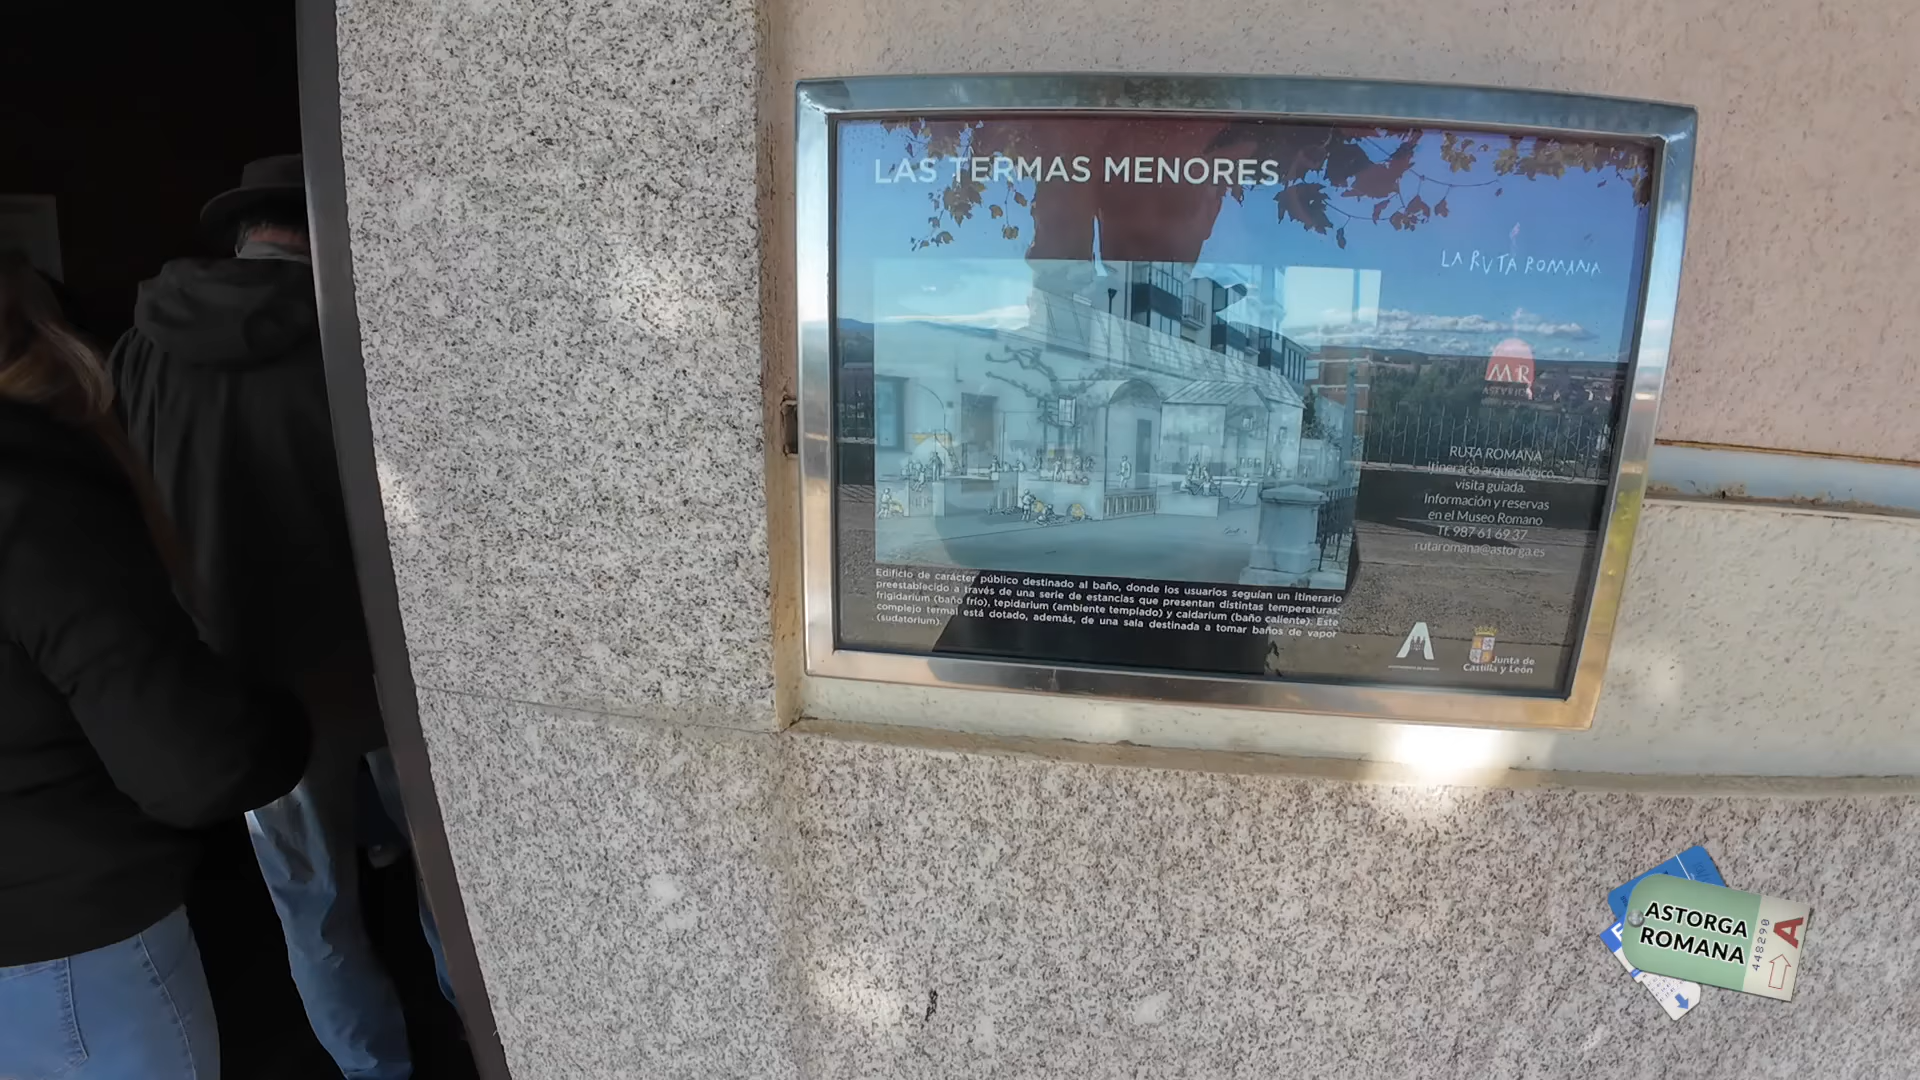 LAS TERMAS MENORES
LA RUTA ROMANA
MR
RUTA ROMANA
Itinerario arqueológico
visita guiada.
Información y reservas
en el Museo Romano
Tf. 987 61 69 37
rutaromana@astorga.es
Edificio de carácter público destinado al baño, donde los usuarios seguían un itinerario
preestablecido a través de una serie de estancias que presentan distintas temperaturas:
frigidarium (baño frío), tepidarium (ambiente templado) y caldarium (baño caliente). Este
complejo termal está dotado, además, de una sala destinada a tomar baños de vapor
(sudatorium).
Junta de
Castilla y León
ASTORGA
ROMANA
448290
A